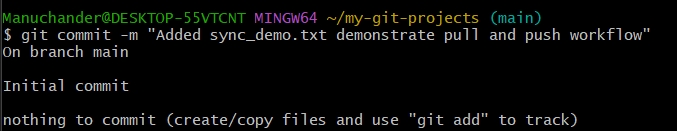 Manuchander@DESKTOP-55VTCNT MINGW64 ~/my-git-projects (main)
$ git commit -m "Added sync_demo.txt demonstrate pull and push workflow"
On branch main
Initial commit
nothing to commit (create/copy files and use "git add" to track)